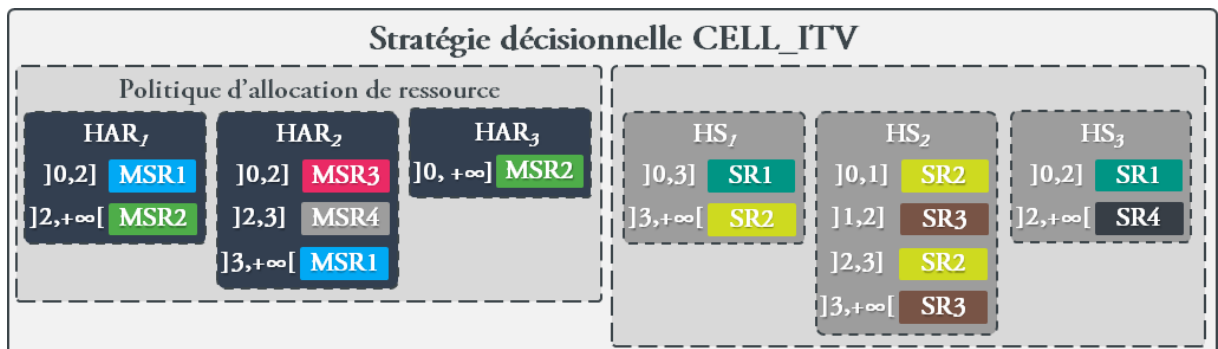 Stratégie décisionnelle CELL_ITV
Politique d'allocation de ressource
HAR1
]0,2] MSR1
]2,+∞[ MSR2
HAR2
]0,2] MSR3
]2,3] MSR4
]3,+∞[ MSR1
HAR3
]0, +∞] MSR2
HS1
]0,3] SR1
]3,+∞[ SR2
HS2
]0,1] SR2
]1,2] SR3
]2,3] SR2
]3,+∞[ SR3
HS3
]0,2] SR1
]2,+∞[ SR4